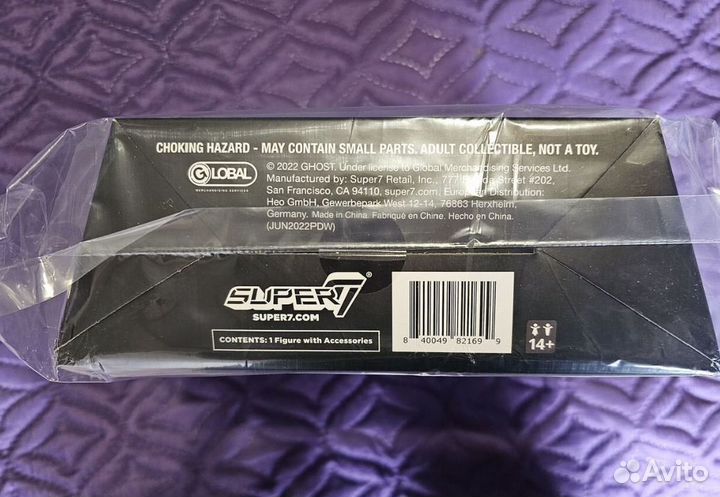 CHOKING HAZARD - MAY CONTAIN SMALL PARTS. ADULT COLLECTIBLE, NOT A TOY.
GLOBAL
MERCHANDISING SERVICES
© 2022 GHOST. Under license to Global Merchandising Services Ltd.
Manufactured by: Super7 Retail, Inc., 777 Street #202,
San Francisco, CA 94110, super7.com, European Distribution:
Heo GmbH, Gewerbepark West 12-14, 76863 Herxheim,
Germany. Made in China. Fabriqué en Chine. Hecho en China.
(JUN2022PDW)
SUPER7®
SUPER7.COM
CONTENTS: 1 Figure with Accessories
8 40049 82169 9
14+
Avito